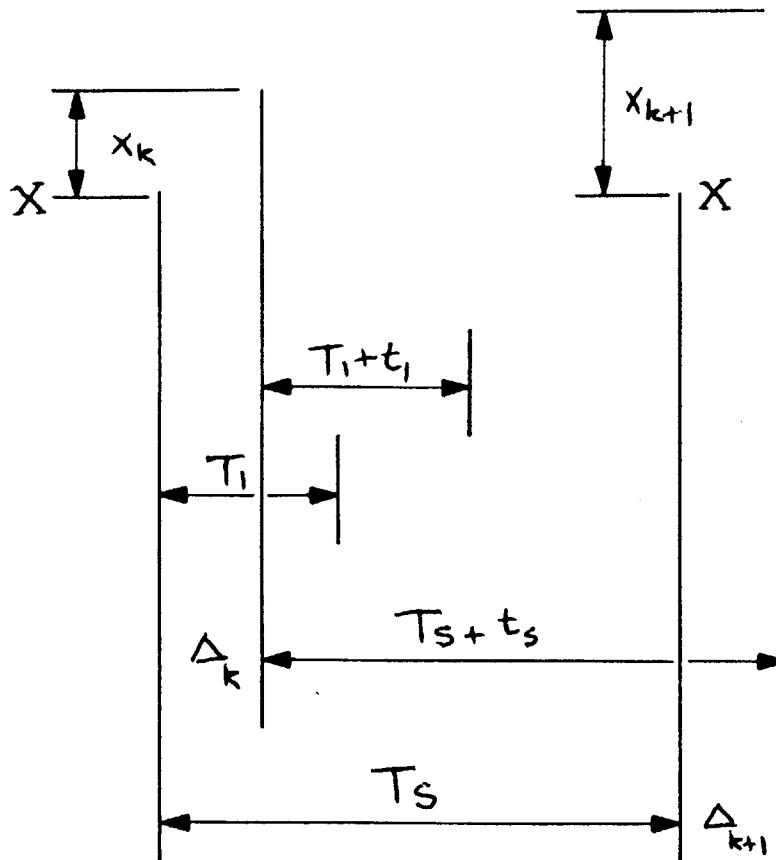 x_{k+1}
x_k
X
X
T_1 + t_1
T_1
T_S + t_S
Δ_k
T_S
Δ_{k+1}